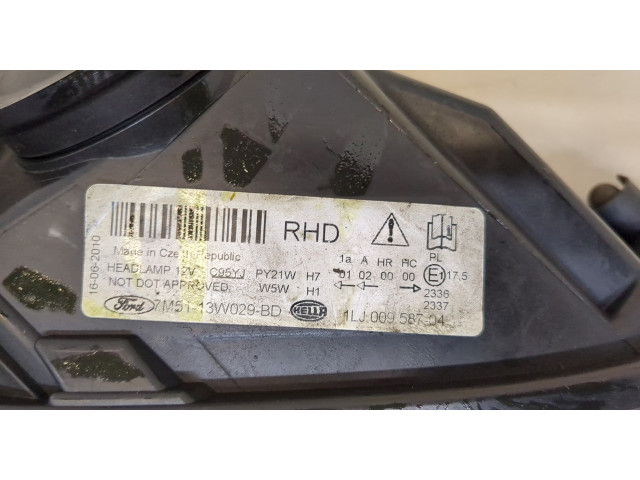 RHD
16-06-2010
Made in Czech Republic
HEADLAMP 12V C95YJ PY21W H7
NOT DOT APPROVED W5W H1
1a A HR PC PL
01 02 00 00 E1 17.5
2336
2337
Ford 7M51-13W029-BD HELLA 1LJ 009 587-04